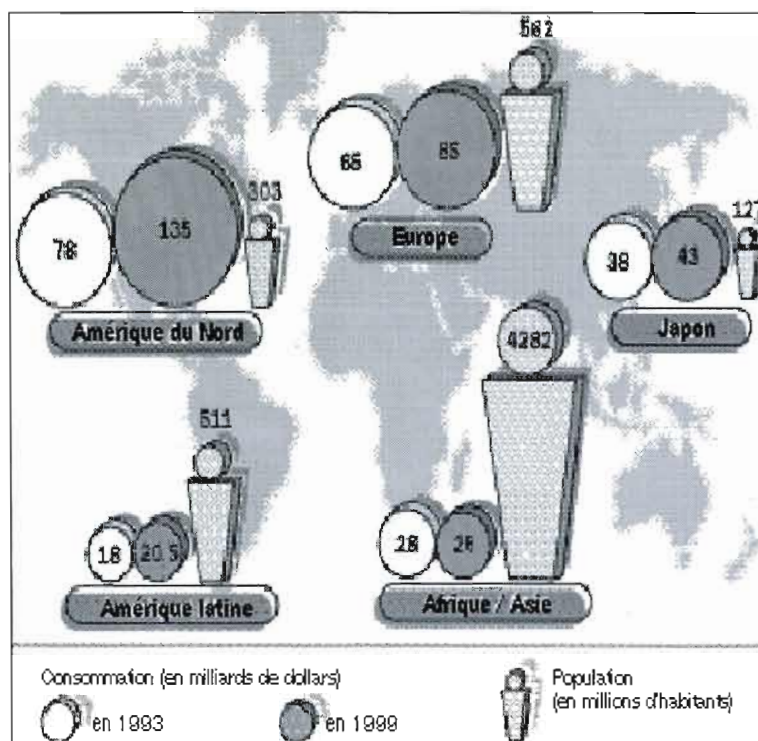 562
65
85
Europe
303
78
135
Amérique du Nord
127
38
43
Japon
4282
28
26
Afrique / Asie
511
18
20.5
Amérique latine
Consommation (en milliards de dollars)
en 1993
en 1999
Population
(en millions d'habitants)